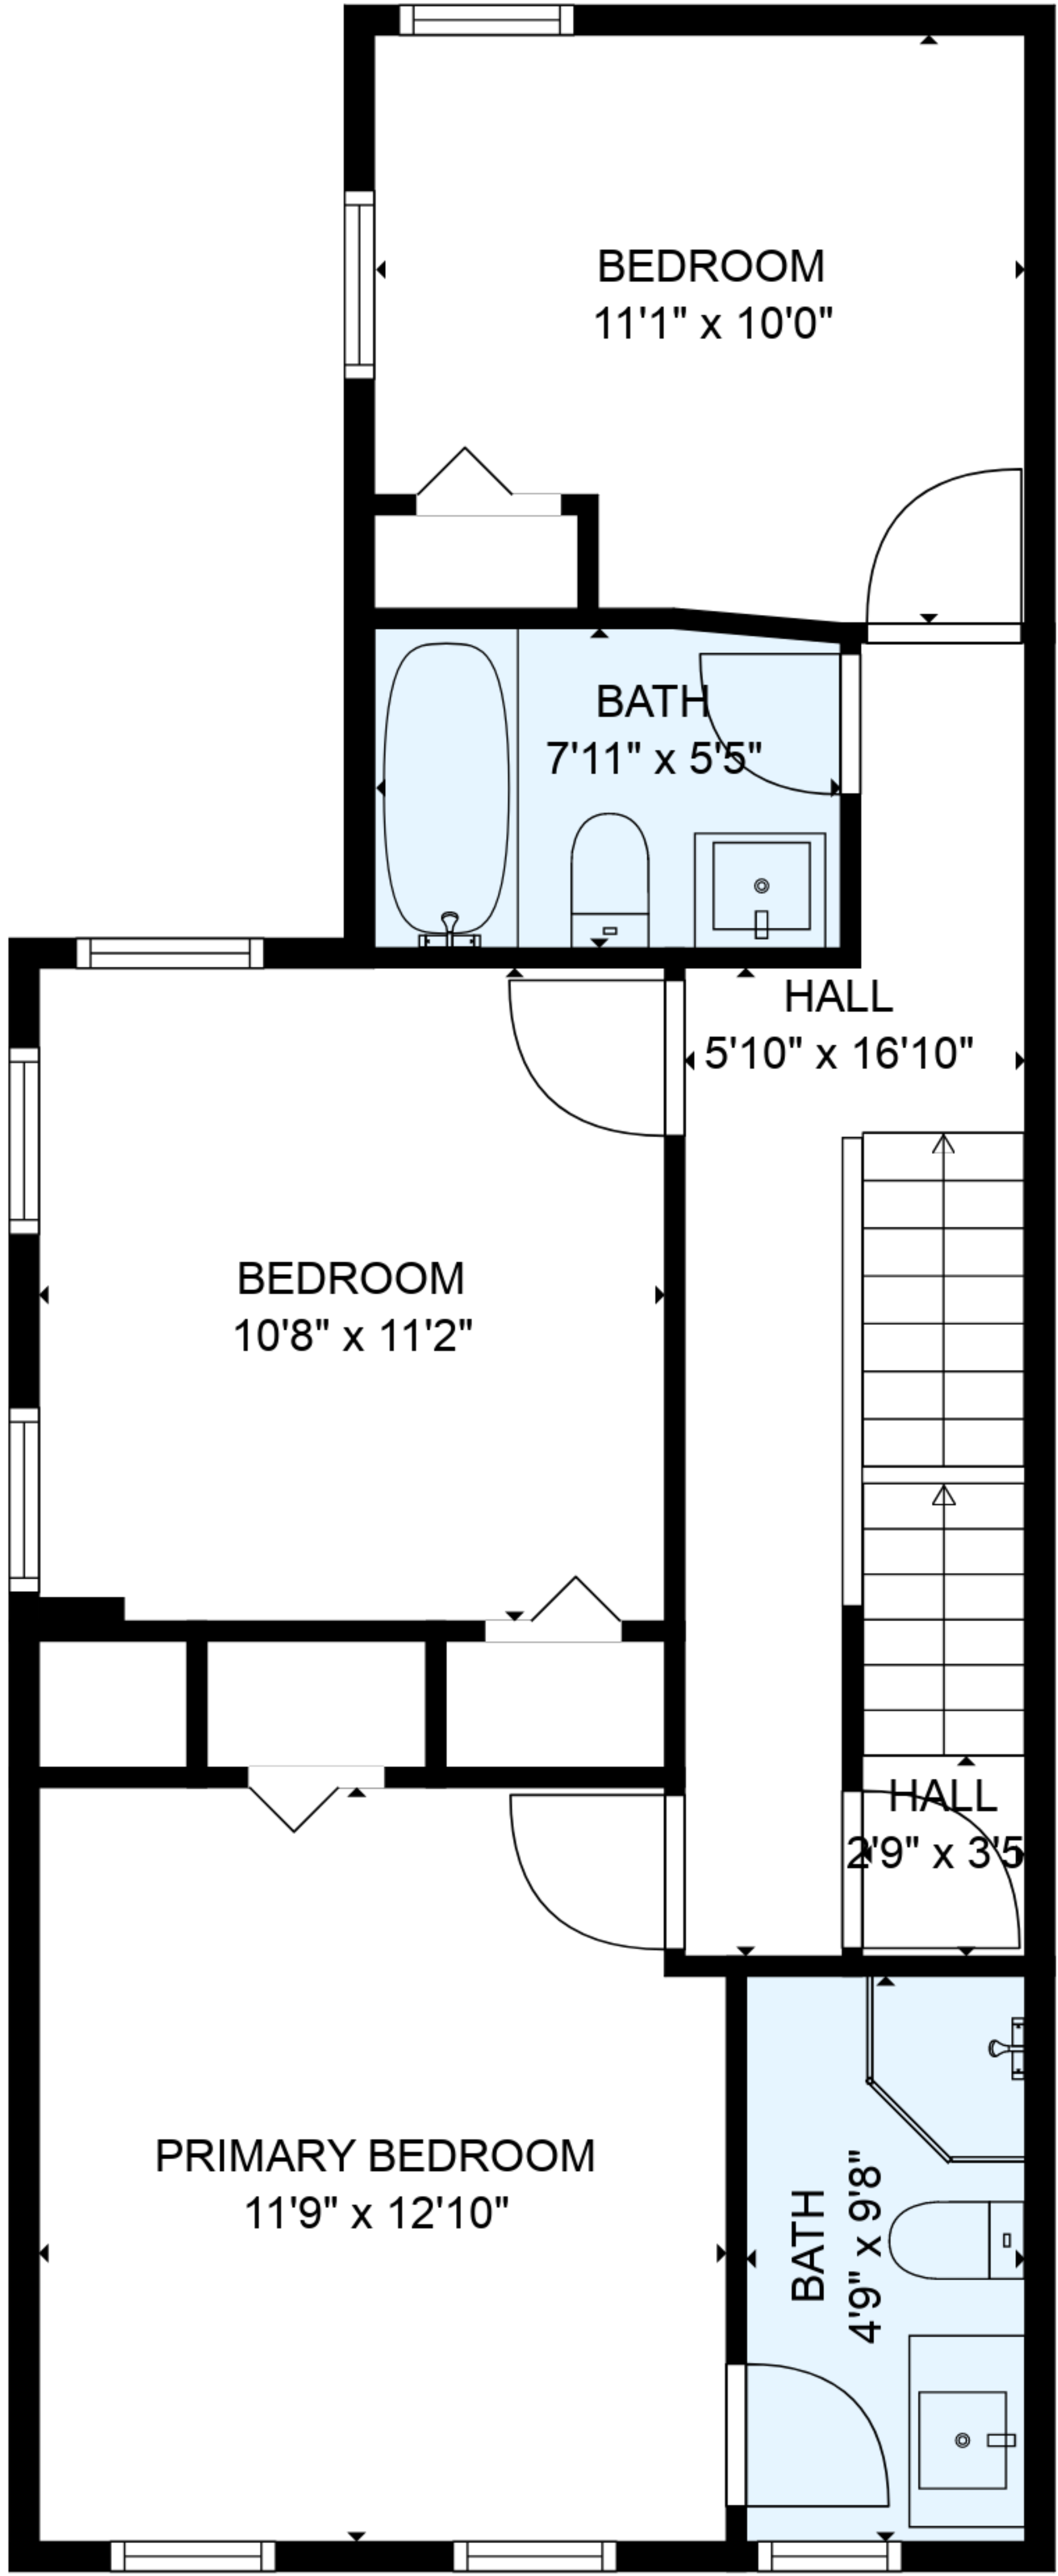 BEDROOM
11'1" x 10'0"
BATH
7'11" x 5'5"
HALL
5'10" x 16'10"
BEDROOM
10'8" x 11'2"
HALL
2'9" x 3'5
PRIMARY BEDROOM
11'9" x 12'10"
BATH
4'9" x 9'8"